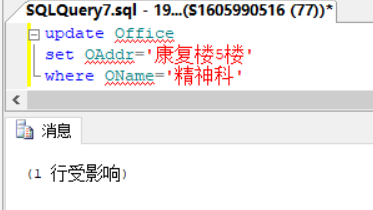 SQLQuery7.sql - 19...(S1605990516 (77))*
update Office
set OAddr='康复楼5楼'
where OName='精神科'
消息
(1 行受影响)